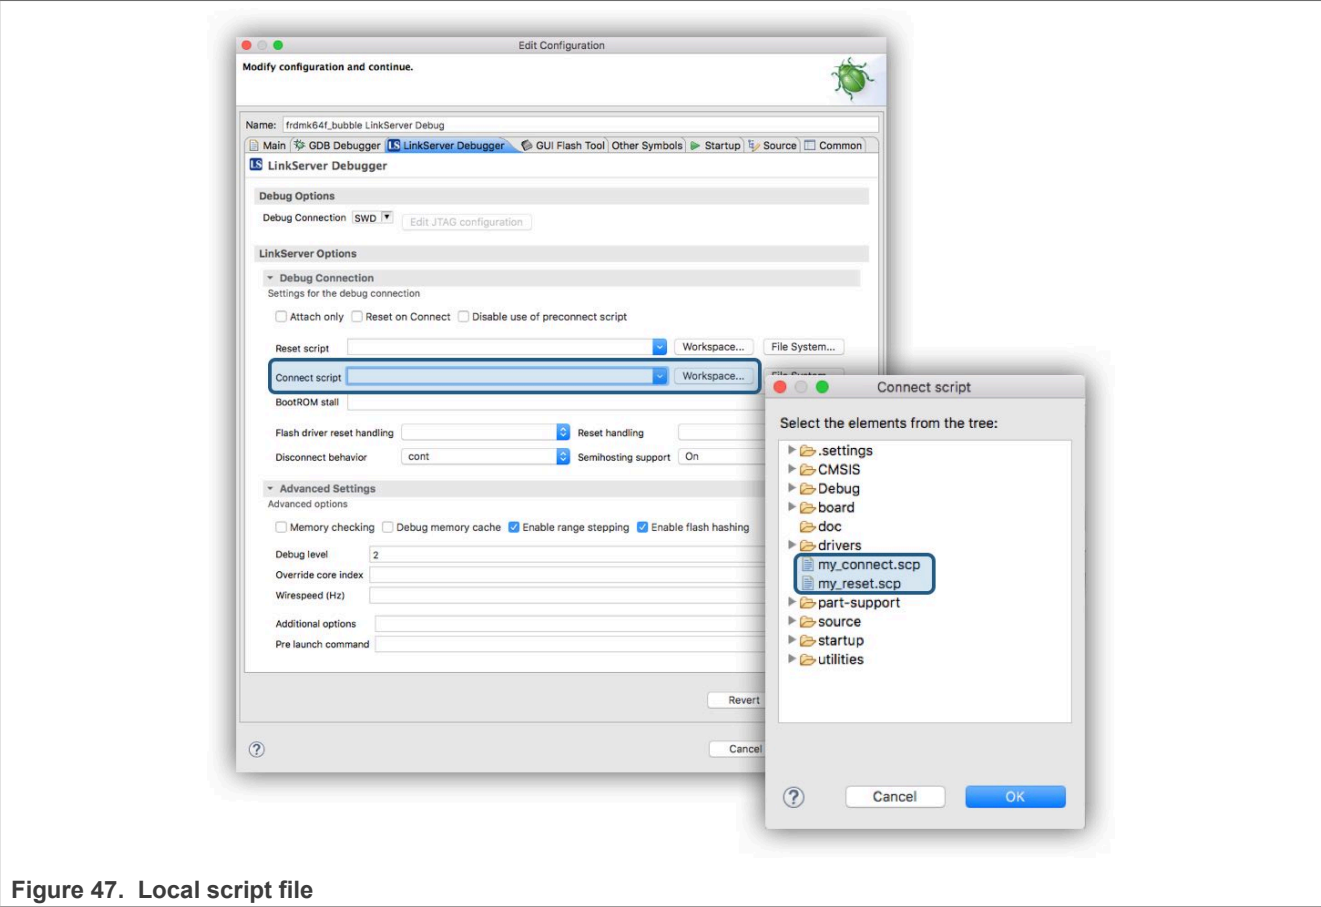 Edit Configuration
Modify configuration and continue.
Name: frdmk64f_bubble LinkServer Debug
Main GDB Debugger LS LinkServer Debugger GUI Flash Tool Other Symbols Startup Source Common
LS LinkServer Debugger
Debug Options
Debug Connection SWD Edit JTAG configuration
LinkServer Options
Debug Connection
Settings for the debug connection
Attach only Reset on Connect Disable use of preconnect script
Reset script Workspace... File System...
Connect script Workspace... File System...
BootROM stall
Flash driver reset handling Reset handling
Disconnect behavior cont Semihosting support On
Advanced Settings
Advanced options
Memory checking Debug memory cache Enable range stepping Enable flash hashing
Debug level 2
Override core index
Wirespeed (Hz)
Additional options
Pre launch command
Revert
? Cancel
Connect script
Select the elements from the tree:
.settings
CMSIS
Debug
board
doc
drivers
my_connect.scp
my_reset.scp
part-support
source
startup
utilities
? Cancel OK
Figure 47. Local script file